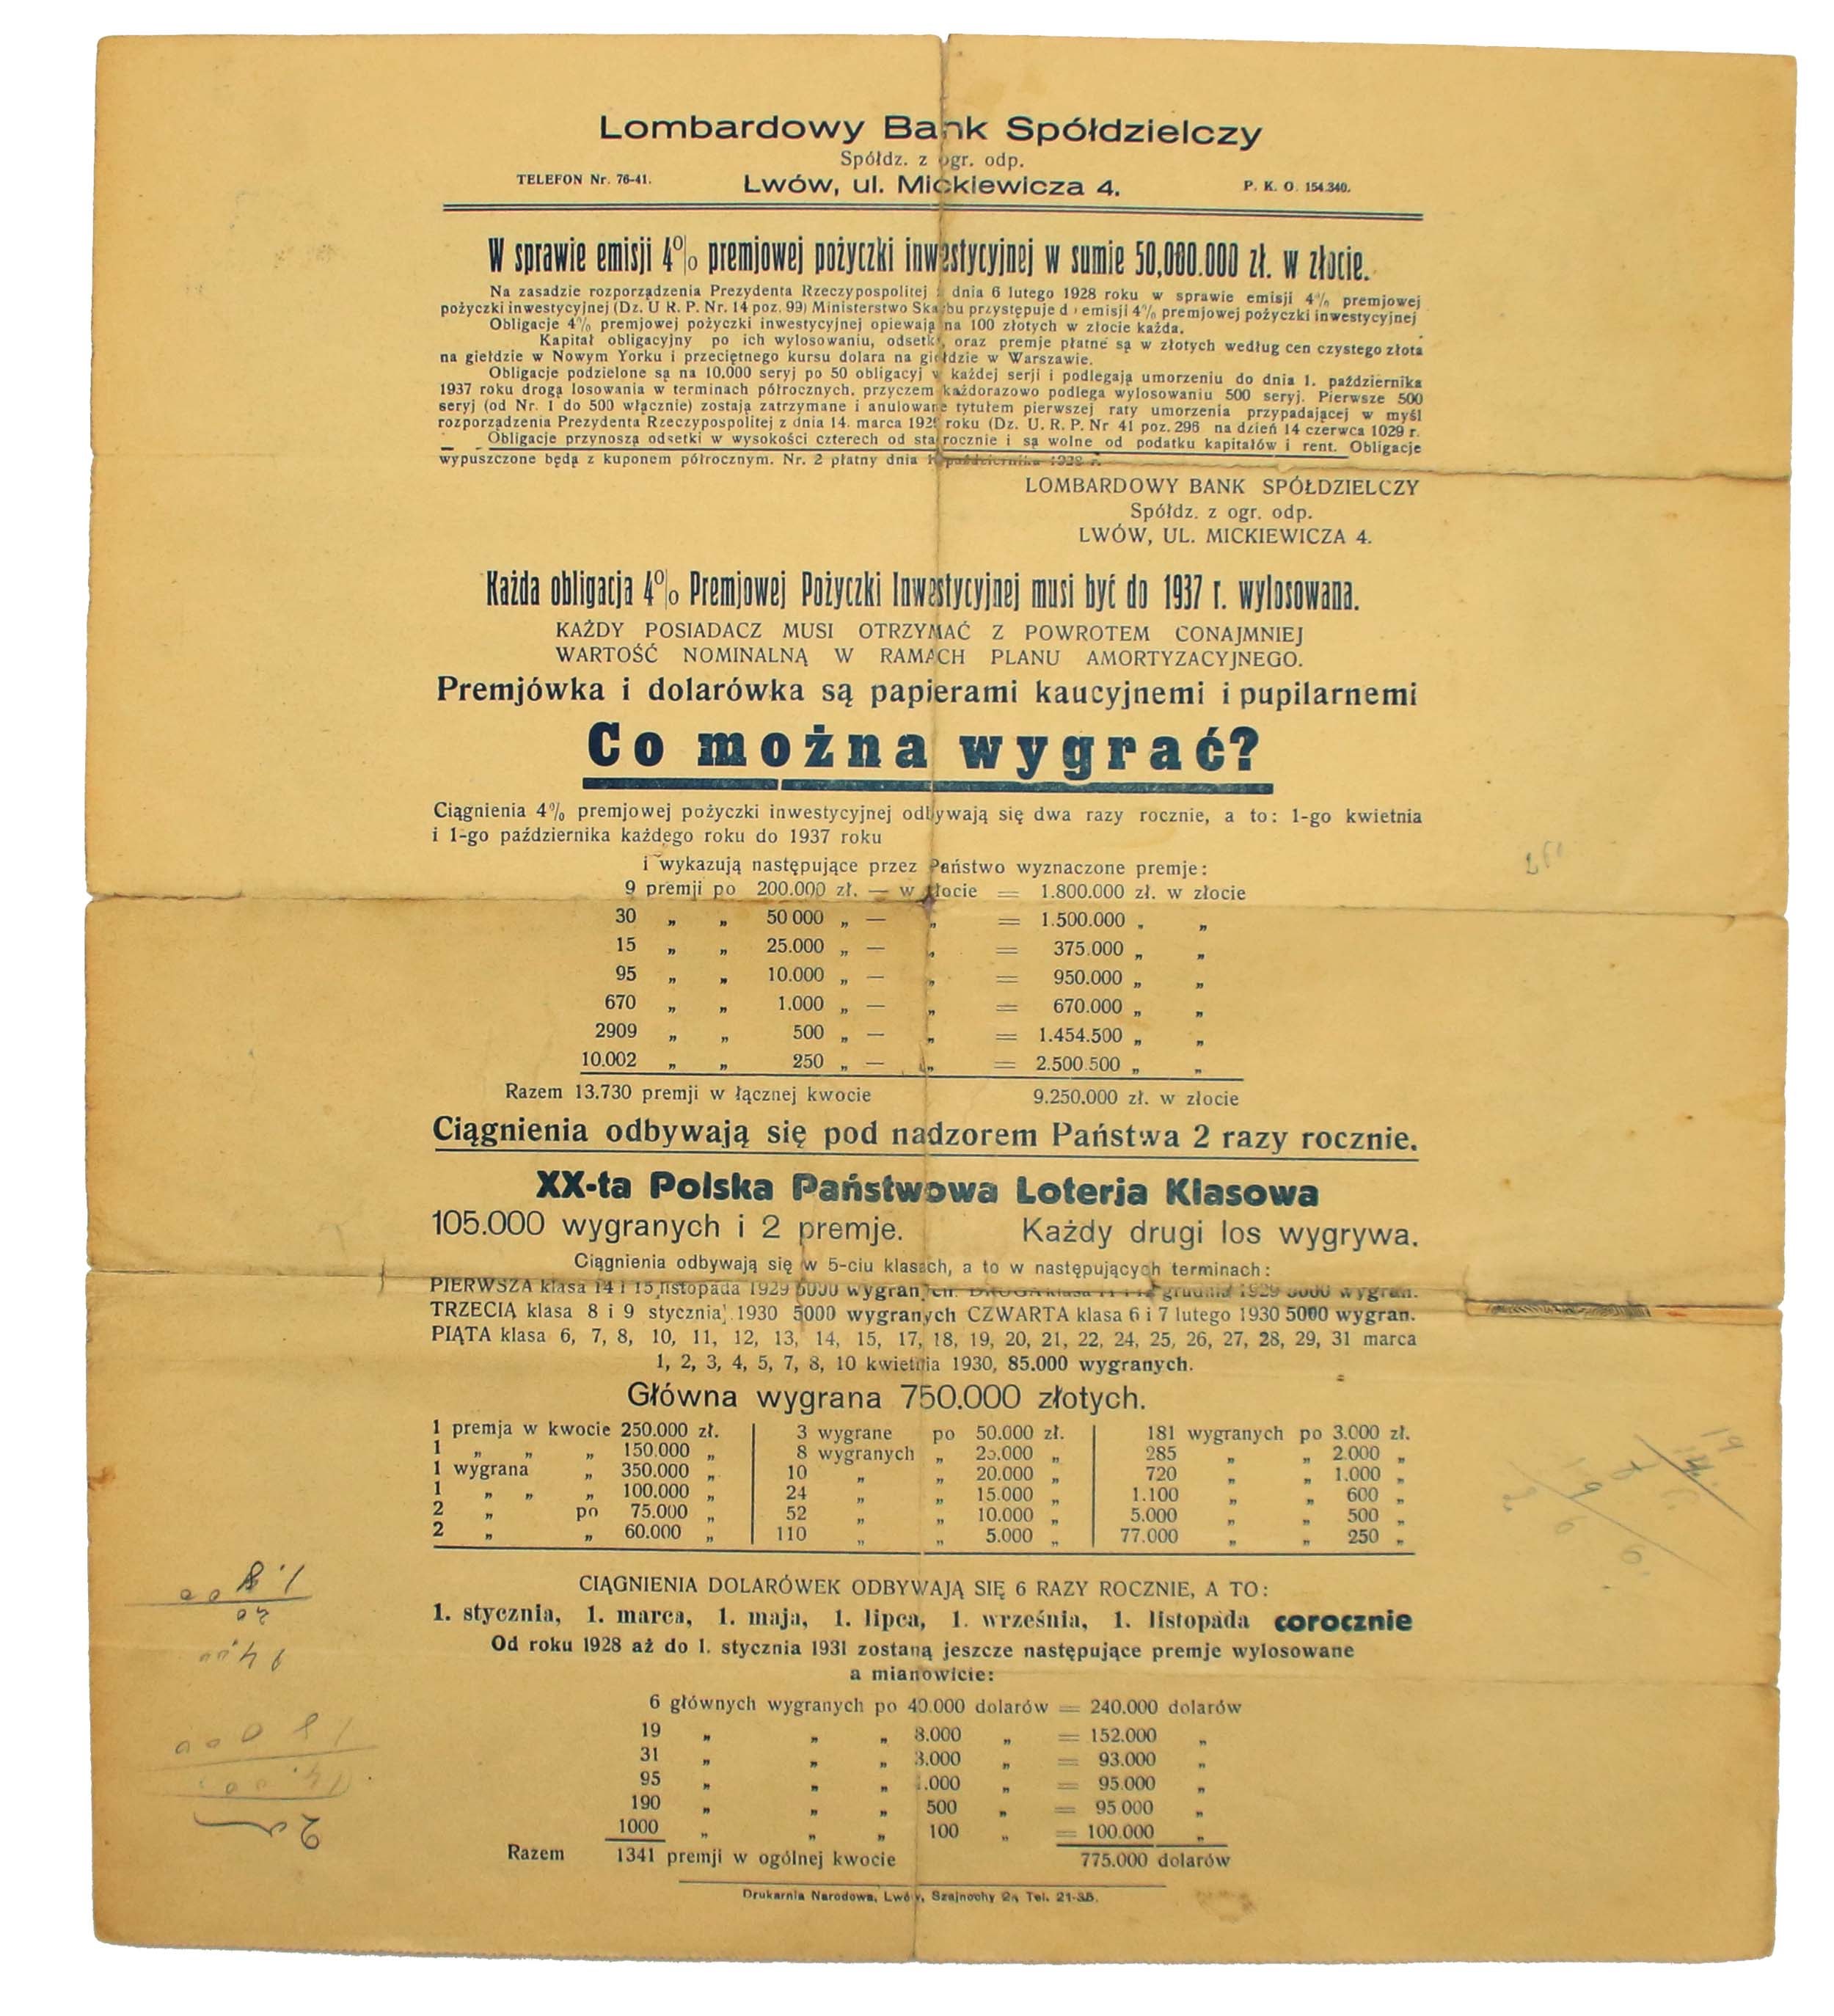 Lombardowy Bank Spółdzielczy
Spółdz. z ogr. odp.
TELEFON Nr. 76-41. Lwów, ul. Mickiewicza 4. P. K. O. 154.340.
W sprawie emisji 4% premjowej pożyczki inwestycyjnej w sumie 50,000.000 zł. w złocie.
Na zasadzie rozporządzenia Prezydenta Rzeczypospolitej z dnia 6 lutego 1928 roku w sprawie emisji 4% premjowej
pożyczki inwestycyjnej (Dz. U R. P. Nr. 14 poz. 99) Ministerstwo Skarbu przystępuje d emisji 4% premjowej pożyczki inwestycyjnej
Obligacje 4% premjowej pożyczki inwestycyjnej opiewają na 100 złotych w złocie każda.
Kapitał obligacyjny po ich wylosowaniu, odsetki, oraz premje płatne są w złotych według cen czystego złota
na giełdzie w Nowym Yorku i przeciętnego kursu dolara na giełdzie w Warszawie.
Obligacje podzielone są na 10.000 seryj po 50 obligacyj w każdej serji i podlegają umorzeniu do dnia 1. października
1937 roku drogą losowania w terminach półrocznych, przyczem każdorazowo podlega wylosowaniu 500 seryj. Pierwsze 500
seryj (od Nr. 1 do 500 włącznie) zostają zatrzymane i anulowane tytułem pierwszej raty umorzenia przypadającej w myśl
rozporządzenia Prezydenta Rzeczypospolitej z dnia 14. marca 1929 roku (Dz. U. R. P. Nr 41 poz. 296 na dzień 14 czerwca 1029 r.
Obligacje przynoszą odsetki w wysokości czterech od sta rocznie i są wolne od podatku kapitałów i rent. Obligacje
wypuszczone będą z kuponem półrocznym. Nr. 2 płatny dnia 1 października
LOMBARDOWY BANK SPÓŁDZIELCZY
Spółdz. z ogr. odp.
LWÓW, UL. MICKIEWICZA 4.
Każda obligacja 4% Premjowej Pożyczki Inwestycyjnej musi być do 1937 r. wylosowana.
KAŻDY POSIADACZ MUSI OTRZYMAĆ Z POWROTEM CONAJMNIEJ
WARTOŚĆ NOMINALNĄ W RAMACH PLANU AMORTYZACYJNEGO.
Premjówka i dolarówka są papierami kaucyjnemi i pupilarnemi
Co można wygrać?
Ciągnienia 4% premjowej pożyczki inwestycyjnej odbywają się dwa razy rocznie, a to: 1-go kwietnia
i 1-go października każdego roku do 1937 roku
i wykazują następujące przez Państwo wyznaczone premje:
9 premji po 200.000 zł. — w złocie = 1.800.000 zł. w złocie
30 „ „ 50 000 „ — „ = 1.500.000 „ „
15 „ „ 25.000 „ — „ = 375.000 „ „
95 „ „ 10.000 „ — „ = 950.000 „ „
670 „ „ 1.000 „ — „ = 670.000 „ „
2909 „ „ 500 „ — „ = 1.454.500 „ „
10.002 „ „ 250 „ — „ = 2.500.500 „ „
Razem 13.730 premji w łącznej kwocie 9.250.000 zł. w złocie
Ciągnienia odbywają się pod nadzorem Państwa 2 razy rocznie.
XX-ta Polska Państwowa Loterja Klasowa
105.000 wygranych i 2 premje. Każdy drugi los wygrywa.
Ciągnienia odbywają się w 5-ciu klasach, a to w następujących terminach:
PIERWSZA klasa 14 i 15 listopada 1929 5000 wygranych. DRUGA klasa grudnia 1929 5000 wygran.
TRZECIA klasa 8 i 9 stycznia 1930 5000 wygranych CZWARTA klasa 6 i 7 lutego 1930 5000 wygran.
PIĄTA klasa 6, 7, 8, 10, 11, 12, 13, 14, 15, 17, 18, 19, 20, 21, 22, 24, 25, 26, 27, 28, 29, 31 marca
1, 2, 3, 4, 5, 7, 8, 10 kwietnia 1930, 85.000 wygranych.
Główna wygrana 750.000 złotych.
1 premja w kwocie 250.000 zł. 3 wygrane po 50.000 zł. 181 wygranych po 3.000 zł.
1 „ „ „ 150.000 „ 8 wygranych „ 25.000 „ 285 „ „ 2.000 „
1 wygrana „ 350.000 „ 10 „ „ 20.000 „ 720 „ „ 1.000 „
1 „ „ „ 100.000 „ 24 „ „ 15.000 „ 1.100 „ „ 600 „
2 „ po 75.000 „ 52 „ „ 10.000 „ 5.000 „ „ 500 „
2 „ „ 60.000 „ 110 „ „ 5.000 „ 77.000 „ „ 250 „
CIĄGNIENIA DOLARÓWEK ODBYWAJĄ SIĘ 6 RAZY ROCZNIE, A TO:
1. stycznia, 1. marca, 1. maja, 1. lipca, 1. września, 1. listopada corocznie
Od roku 1928 aż do 1. stycznia 1931 zostaną jeszcze następujące premje wylosowane
a mianowicie:
6 głównych wygranych po 40.000 dolarów = 240.000 dolarów
19 „ „ „ 8.000 „ = 152.000 „
31 „ „ „ 3.000 „ = 93.000 „
95 „ „ „ 1.000 „ = 95.000 „
190 „ „ „ 500 „ = 95 000 „
1000 „ „ „ 100 „ = 100.000 „
Razem 1341 premji w ogólnej kwocie 775.000 dolarów
Drukarnia Narodowa, Lwów, Szajnochy Tel. 21-35.